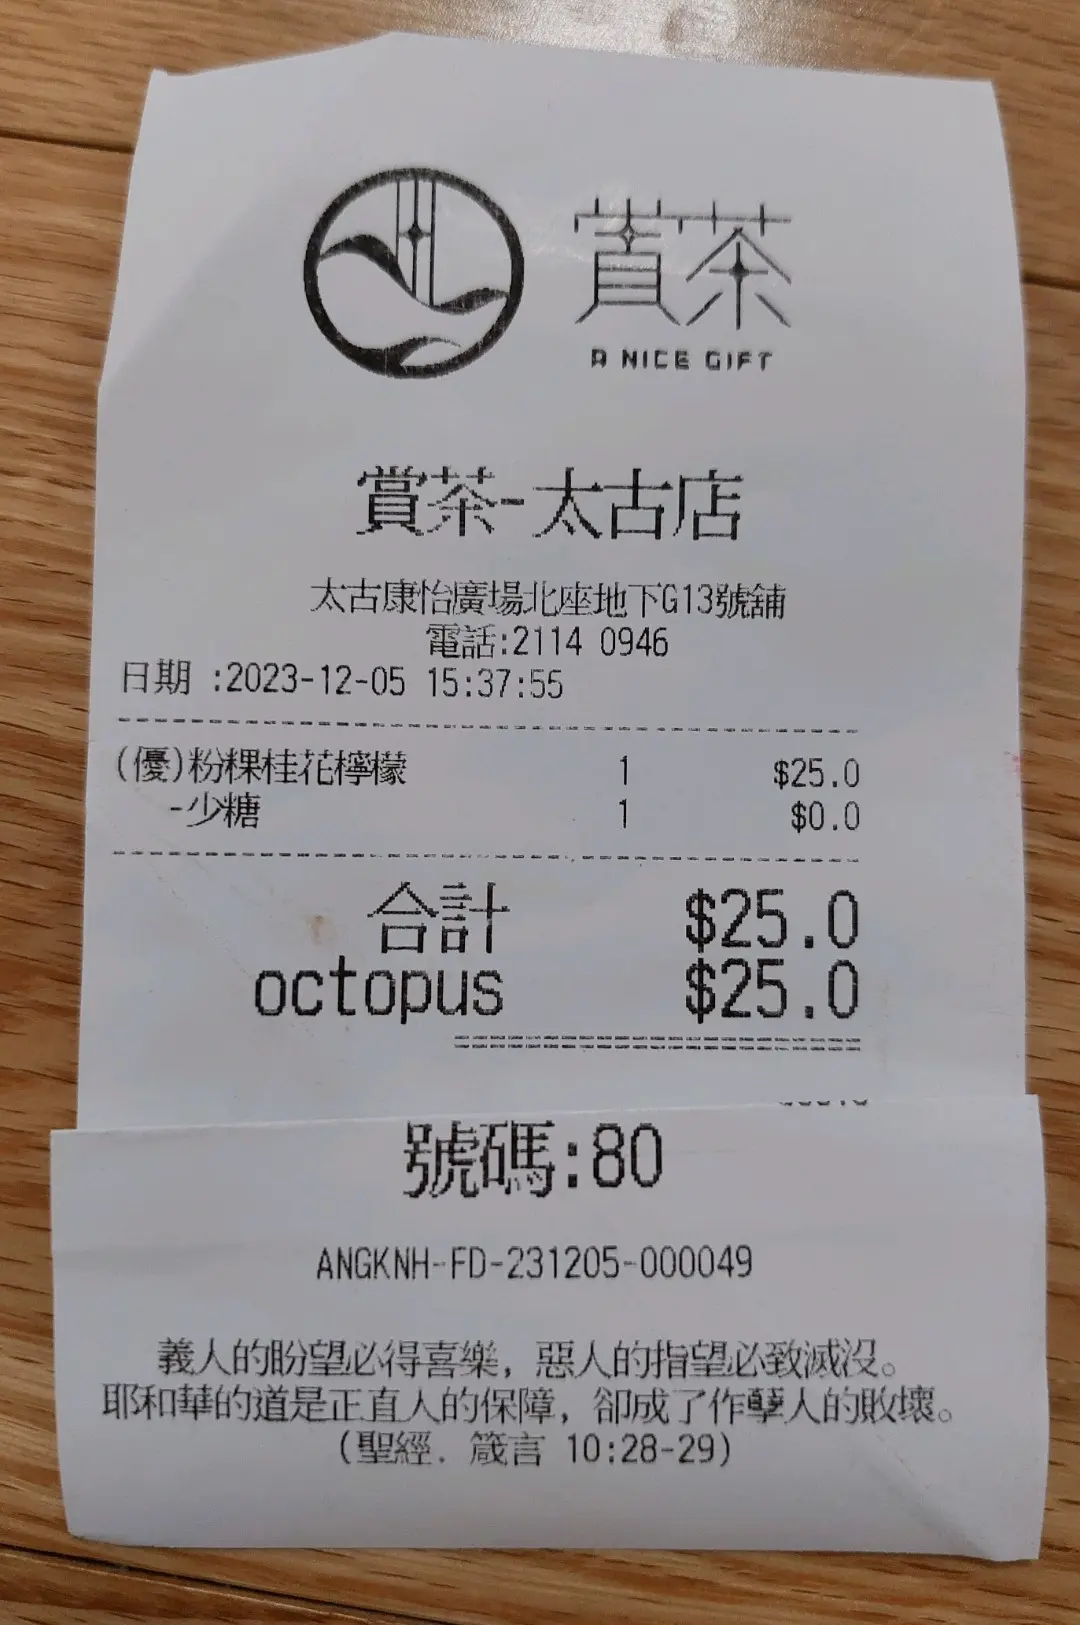 賞茶
A NICE GIFT
賞茶-太古店
太古康怡廣場北座地下G13號舖
電話:2114 0946
日期 :2023-12-05 15:37:55
(優)粉粿桂花檸檬 1 $25.0
-少糖 1 $0.0
合計 $25.0
octopus $25.0
號碼:80
ANGKNH-FD-231205-000049
義人的盼望必得喜樂，惡人的指望必致滅没。
耶和華的道是正直人的保障，卻成了作孽人的敗壞。
(聖經. 箴言 10:28-29)